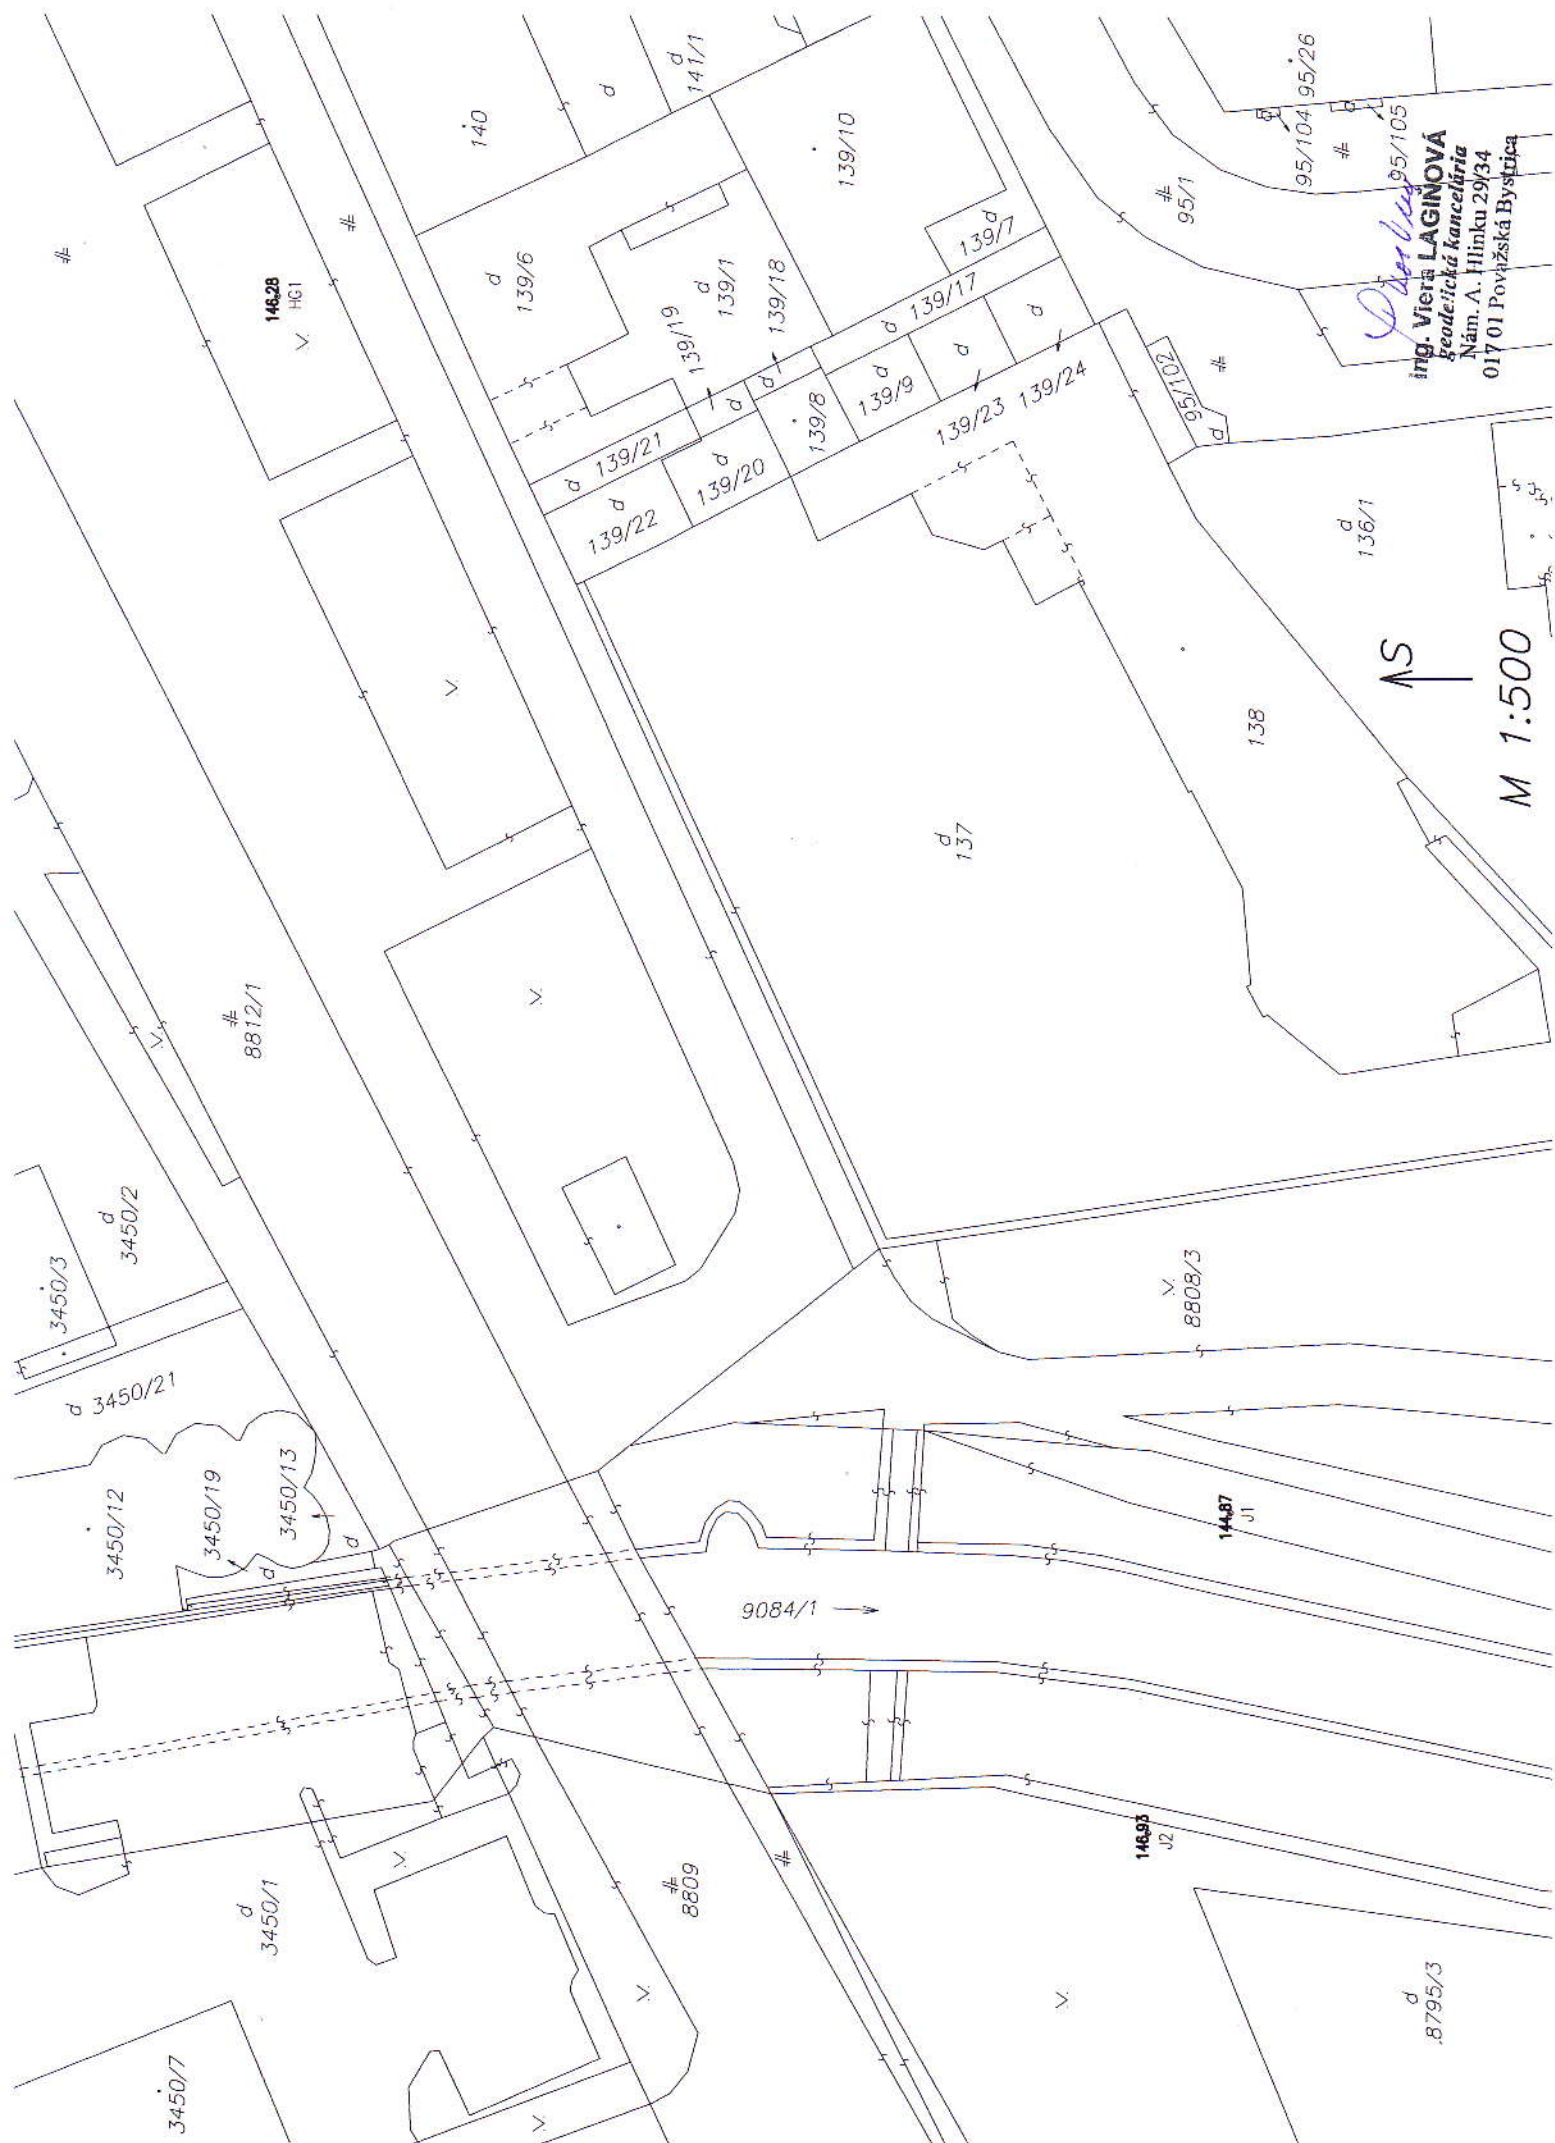 140
d
d
141/1
139/10
95/26
95/104
#
95/105
#
95/1
#
#
146.28
HG1
V
d
139/6
d
139/1
139/18
139/19
d
139/7
139/17
d
d
d
d
139/21
d
139/22
d
139/20
139/8
d
139/9
d
d
139/23
139/24
95/102
d
#
Ing. Viera LAGINOVÁ
geodetická kancelária
Nám. A. Hlinku 29/34
017 01 Považská Bystrica
d
136/1
S
M 1:500
138
d
137
V
V
V
#
8812/1
d
3450/2
3450/3
d 3450/21
3450/12
3450/19
3450/13
d
d
V
8808/3
144.87
J1
9084/1
146.93
J2
d
3450/1
V
#
8809
#
V
V
V
3450/7
d
8795/3